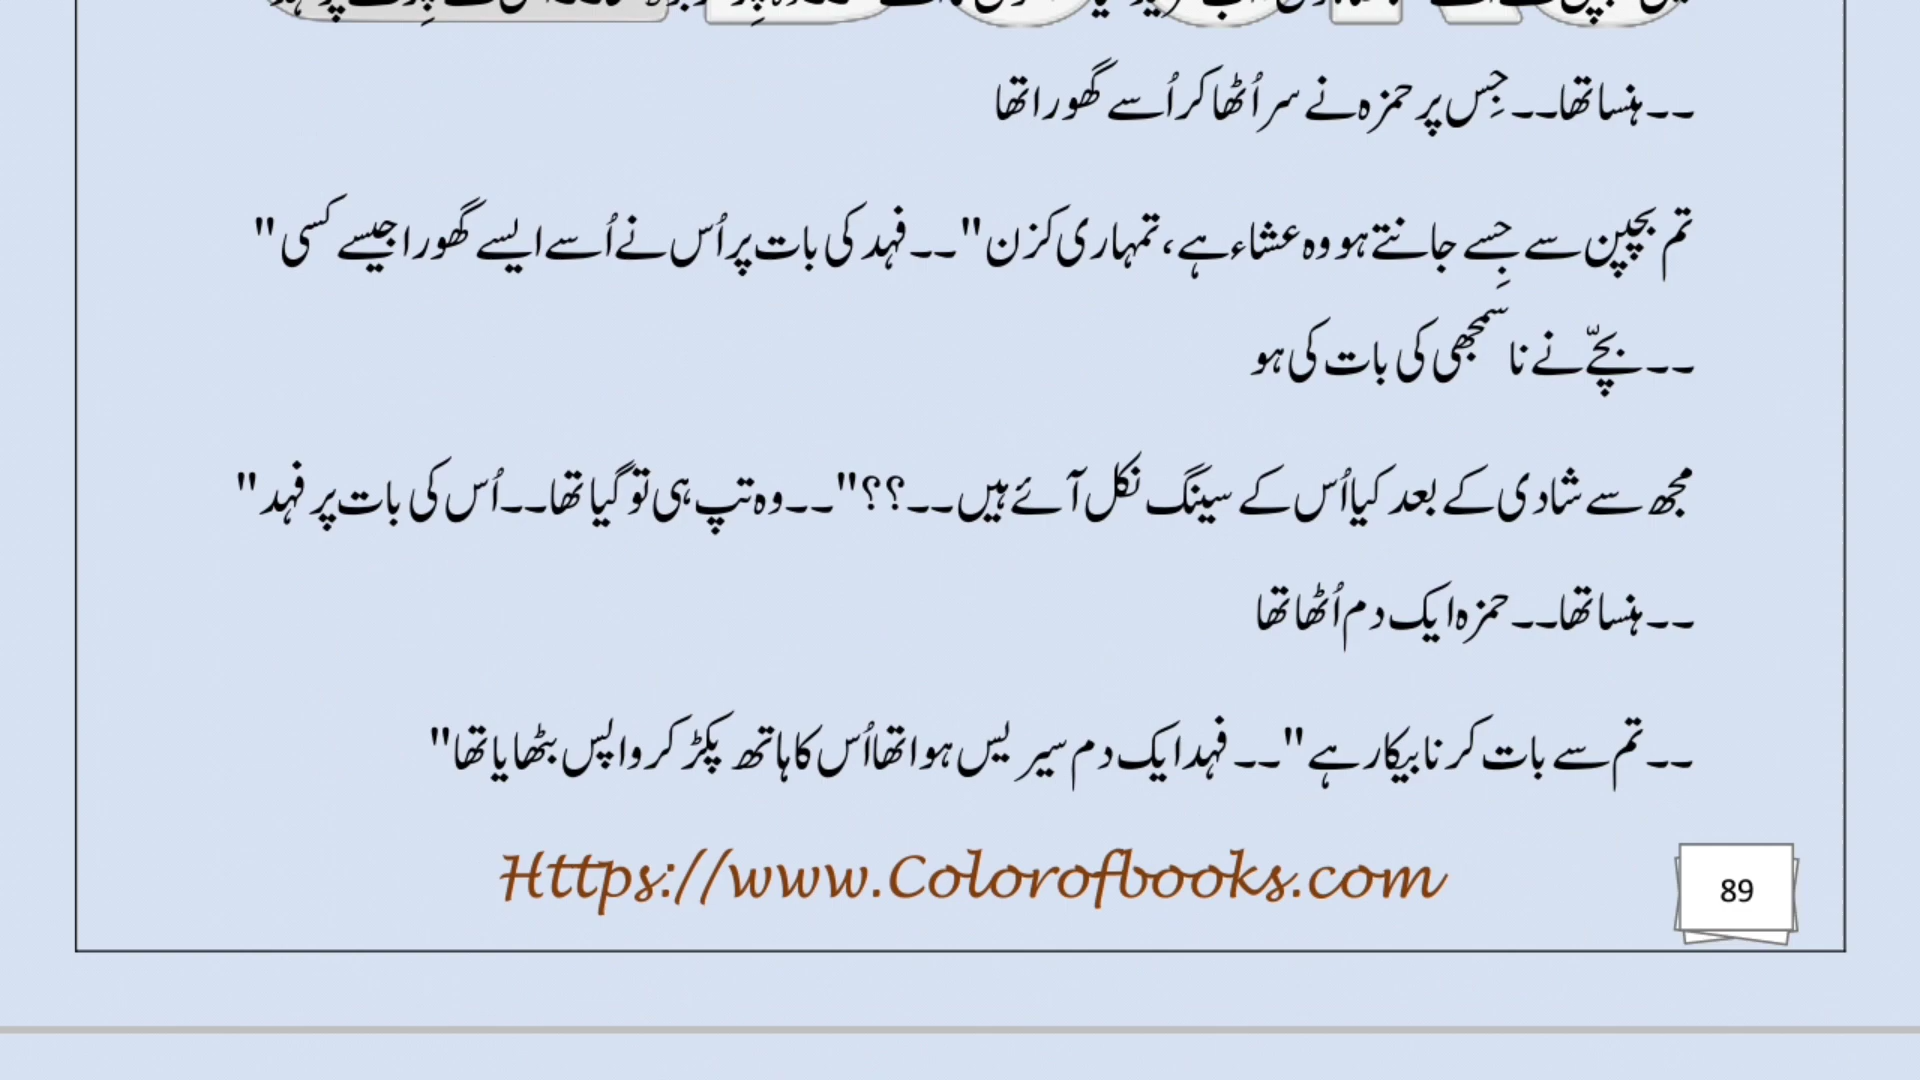 ۔۔ہنسا تھا۔۔جِس پر حمزہ نے سر اُٹھا کر اُسے گھورا تھا
تم بچپن سے جِسے جانتے ہو وہ عشاء ہے، تمہاری کزن"۔۔فہد کی بات پر اُس نے اُسے ایسے گھورا جیسے کسی"
۔۔بچّے نے نا سمجھی کی بات کی ہو
مجھ سے شادی کے بعد کیا اُس کے سینگ نکل آئے ہیں۔۔؟؟"۔۔وہ تپ ہی تو گیا تھا۔۔اُس کی بات پر فہد"
۔۔ہنسا تھا۔۔حمزہ ایک دم اُٹھا تھا
۔۔تم سے بات کرنا بیکار ہے"۔۔فہد ایک دم سیریس ہوا تھا اُس کا ہاتھ پکڑ کر واپس بٹھایا تھا"
Https://www.Colorofbooks.com
89